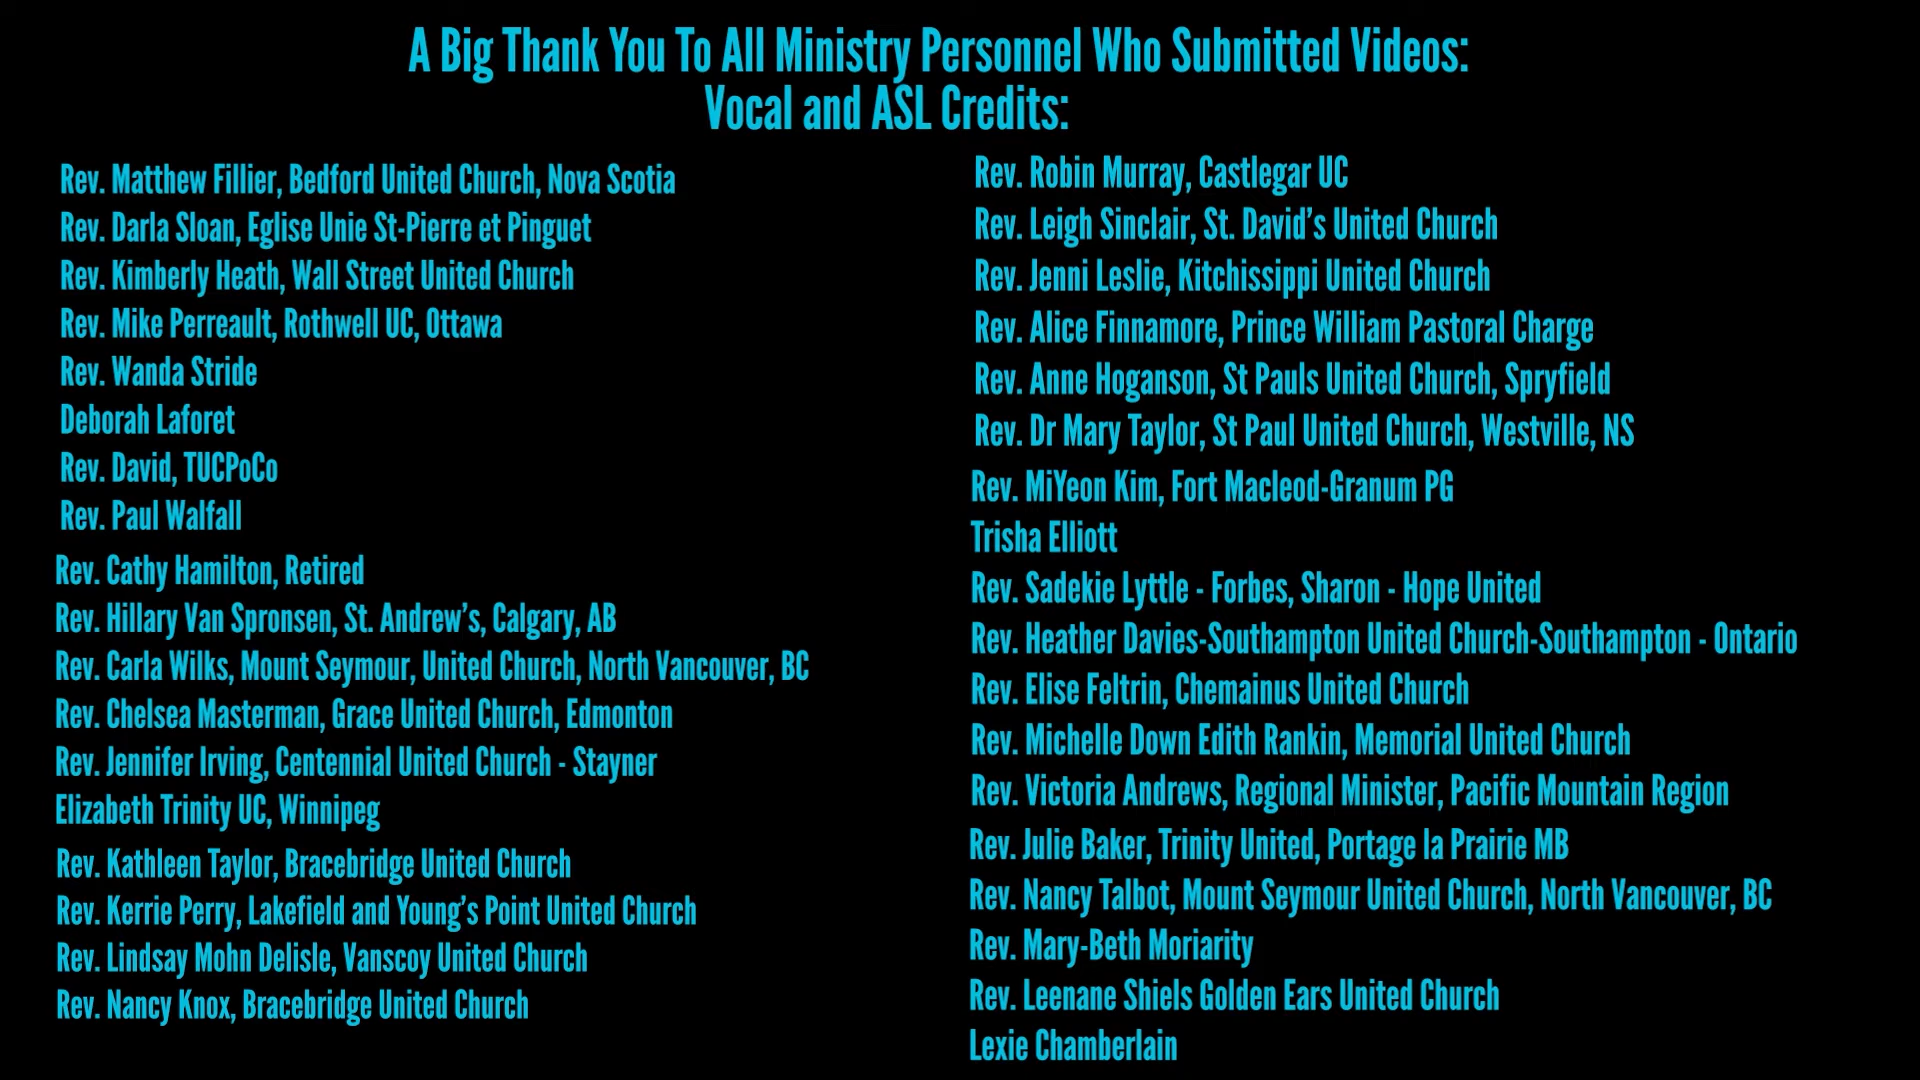 A Big Thank You To All Ministry Personnel Who Submitted Videos:
Vocal and ASL Credits:
Rev. Matthew Fillier, Bedford United Church, Nova Scotia
Rev. Darla Sloan, Eglise Unie St-Pierre et Pinguet
Rev. Kimberly Heath, Wall Street United Church
Rev. Mike Perreault, Rothwell UC, Ottawa
Rev. Wanda Stride
Deborah Laforet
Rev. David, TUCPoCo
Rev. Paul Walfall
Rev. Cathy Hamilton, Retired
Rev. Hillary Van Spronsen, St. Andrew's, Calgary, AB
Rev. Carla Wilks, Mount Seymour, United Church, North Vancouver, BC
Rev. Chelsea Masterman, Grace United Church, Edmonton
Rev. Jennifer Irving, Centennial United Church - Stayner
Elizabeth Trinity UC, Winnipeg
Rev. Kathleen Taylor, Bracebridge United Church
Rev. Kerrie Perry, Lakefield and Young's Point United Church
Rev. Lindsay Mohn Delisle, Vanscoy United Church
Rev. Nancy Knox, Bracebridge United Church
Rev. Robin Murray, Castlegar UC
Rev. Leigh Sinclair, St. David's United Church
Rev. Jenni Leslie, Kitchissippi United Church
Rev. Alice Finnamore, Prince William Pastoral Charge
Rev. Anne Hoganson, St Pauls United Church, Spryfield
Rev. Dr Mary Taylor, St Paul United Church, Westville, NS
Rev. MiYeon Kim, Fort Macleod-Granum PG
Trisha Elliott
Rev. Sadekie Lyttle - Forbes, Sharon - Hope United
Rev. Heather Davies-Southampton United Church-Southampton - Ontario
Rev. Elise Feltrin, Chemainus United Church
Rev. Michelle Down Edith Rankin, Memorial United Church
Rev. Victoria Andrews, Regional Minister, Pacific Mountain Region
Rev. Julie Baker, Trinity United, Portage la Prairie MB
Rev. Nancy Talbot, Mount Seymour United Church, North Vancouver, BC
Rev. Mary-Beth Moriarity
Rev. Leenane Shiels Golden Ears United Church
Lexie Chamberlain